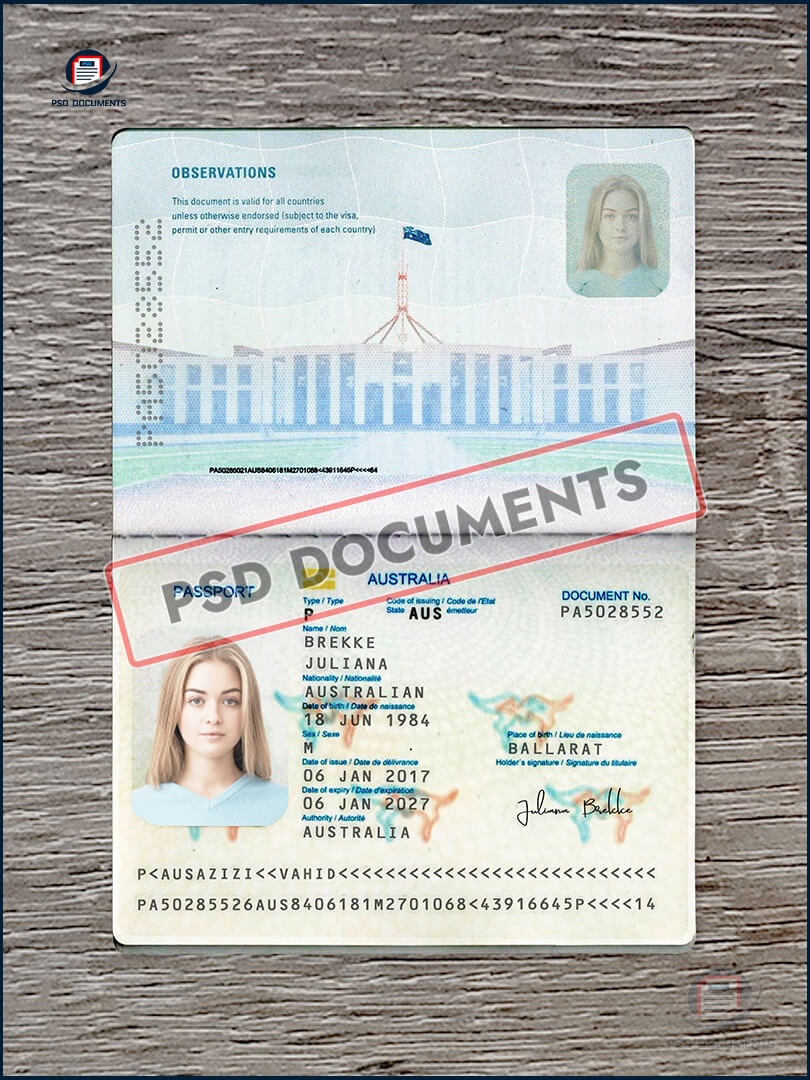 PSD
PSD DOCUMENTS
OBSERVATIONS
This document is valid for all countries
unless otherwise endorsed (subject to the visa,
permit or other entry requirements of each country)
PA50285021AUS8406181M2701068<43911645P<<<<64
PSD DOCUMENTS
PASSPORT
AUSTRALIA
Type / Type
P
Code of issuing / Code de l'Etat
State AUS émetteur
DOCUMENT No.
PA5028552
Name / Nom
BREKKE
JULIANA
Nationality / Nationalité
AUSTRALIAN
Date of birth / Date de naissance
18 JUN 1984
Sex / Sexe
M
Place of birth / Lieu de naissance
BALLARAT
Date of issue / Date de délivrance
06 JAN 2017
Holder´s signature / Signature du titulaire
Date of expiry / Date d'expiration
06 JAN 2027
Juliana Brekke
Authority / Autorité
AUSTRALIA
P<AUSAZIZI<<VAHID<<<<<<<<<<<<<<<<<<<<<<<<<<<
PA50285526AUS8406181M2701068<43916645P<<<<14
PSD DOCUMENTS